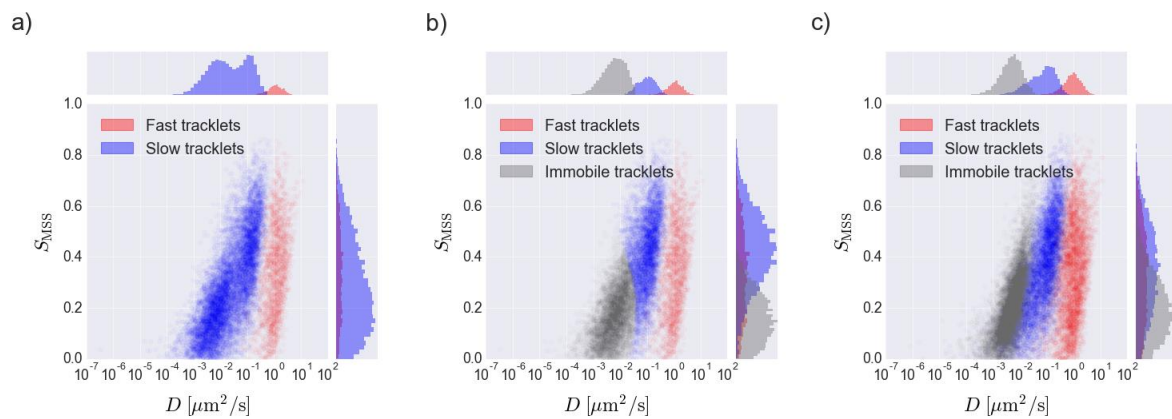 a)
1.0
0.8
0.6
0.4
0.2
0.0
S_MSS
Fast tracklets
Slow tracklets
10^-7 10^-6 10^-5 10^-4 10^-3 10^-2 10^-1 10^0 10^1 10^2
D [μm²/s]
b)
1.0
0.8
0.6
0.4
0.2
0.0
S_MSS
Fast tracklets
Slow tracklets
Immobile tracklets
10^-7 10^-6 10^-5 10^-4 10^-3 10^-2 10^-1 10^0 10^1 10^2
D [μm²/s]
c)
1.0
0.8
0.6
0.4
0.2
0.0
S_MSS
Fast tracklets
Slow tracklets
Immobile tracklets
10^-7 10^-6 10^-5 10^-4 10^-3 10^-2 10^-1 10^0 10^1 10^2
D [μm²/s]